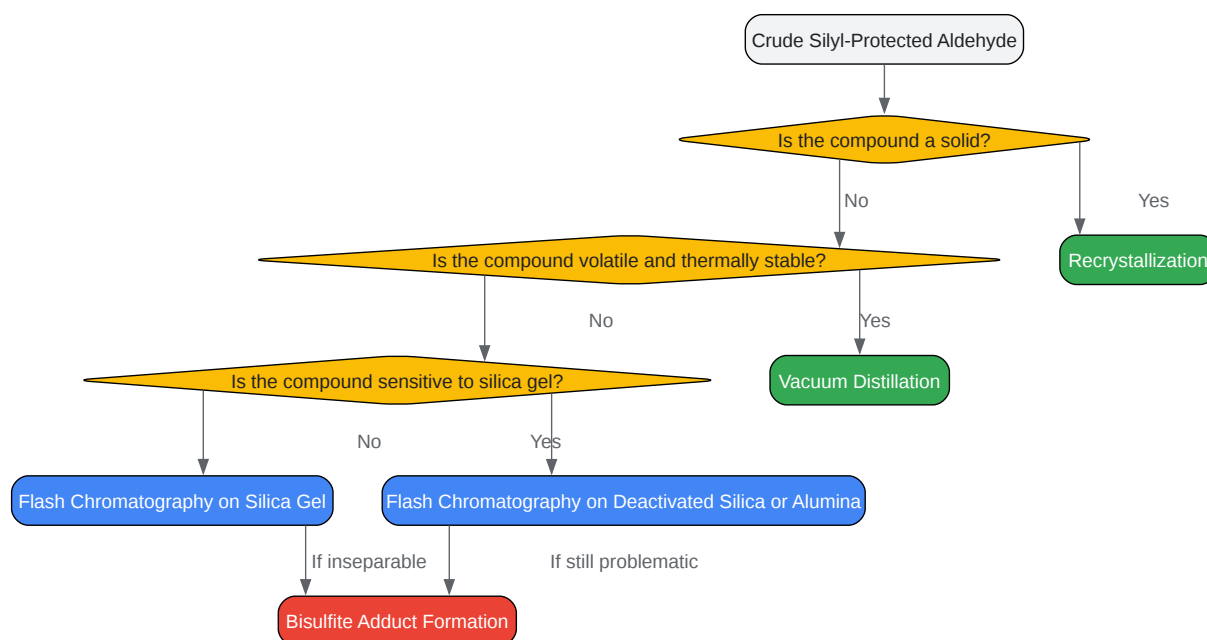 Crude Silyl-Protected Aldehyde
Is the compound a solid?
No
Yes
Is the compound volatile and thermally stable?
Recrystallization
No
Yes
Is the compound sensitive to silica gel?
Vacuum Distillation
No
Yes
Flash Chromatography on Silica Gel
Flash Chromatography on Deactivated Silica or Alumina
If inseparable
If still problematic
Bisulfite Adduct Formation